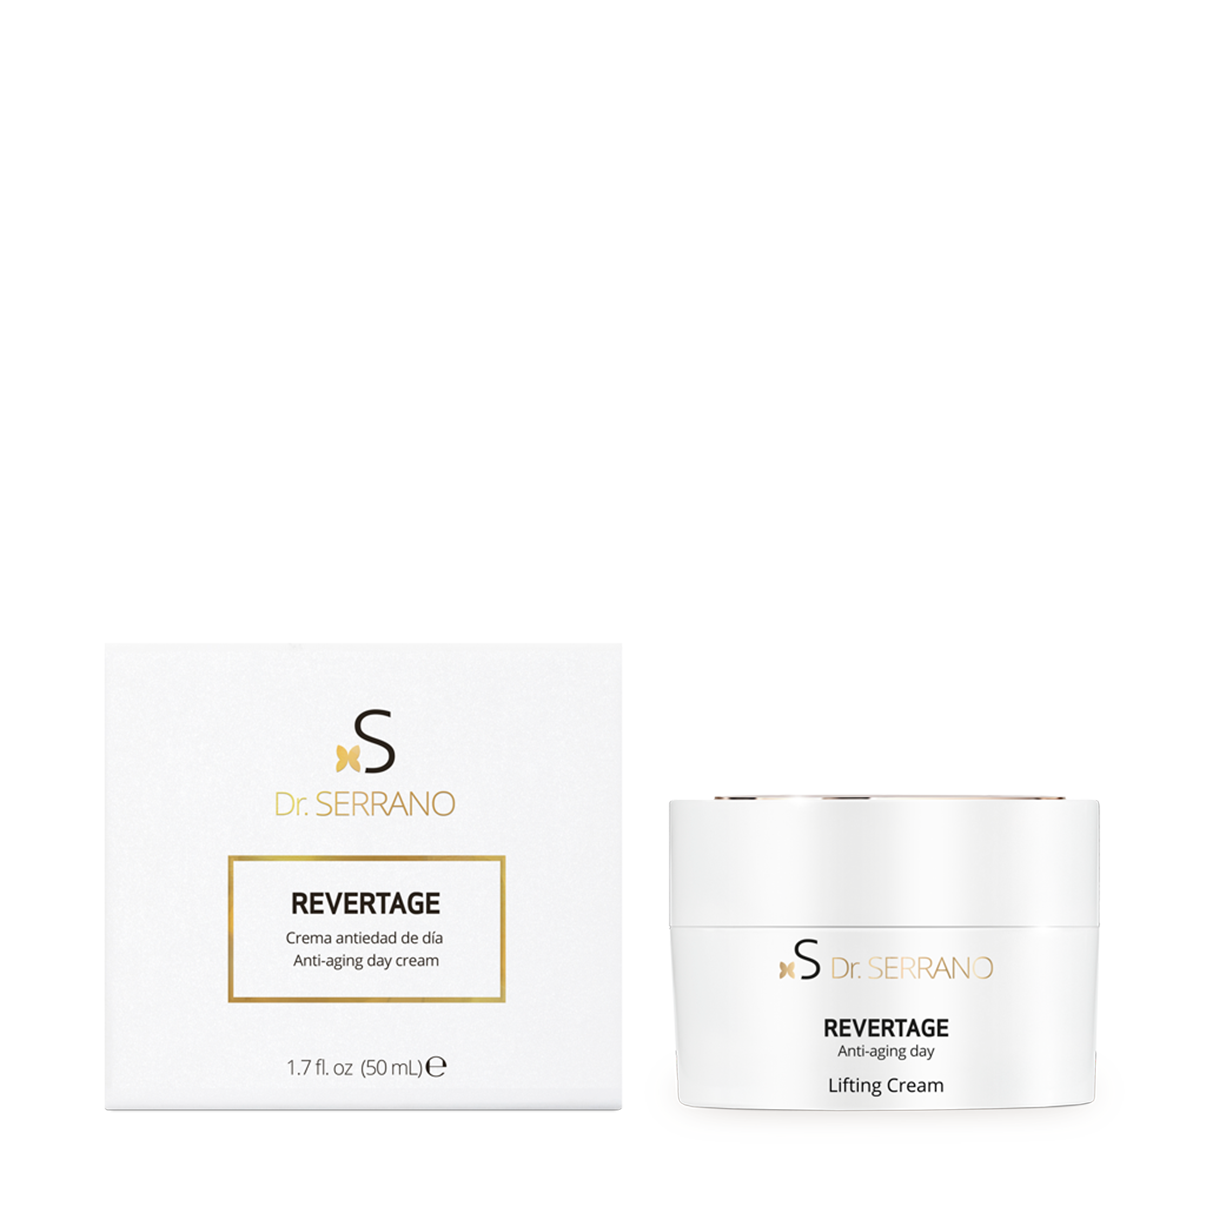 S
Dr. SERRANO
REVERTAGE
Crema antiedad de día
Anti-aging day cream
1.7 fl. oz (50 mL) ℮
S Dr. SERRANO
REVERTAGE
Anti-aging day
Lifting Cream